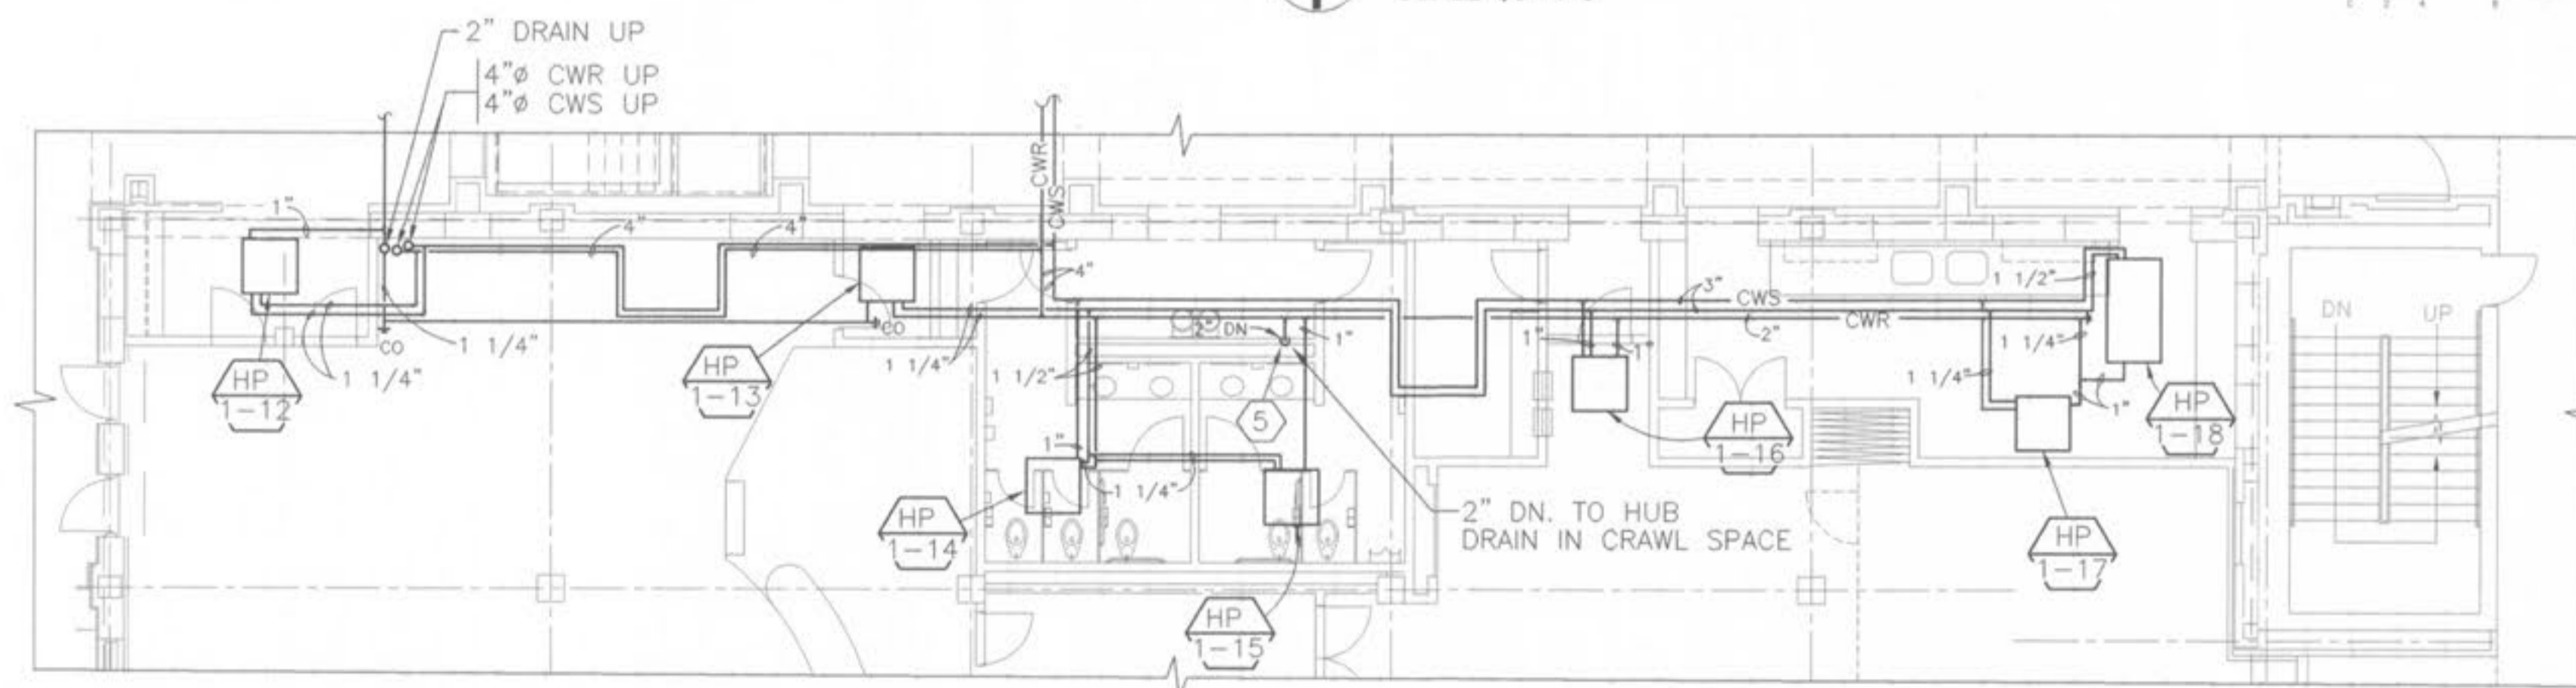 2" DRAIN UP
4"ø CWR UP
4"ø CWS UP
CWR
CWS
1"
4"
4"
4"
1 1/2"
3"
CWS
2"
CWR
CO
1 1/4"
CO
2" DN
1"
1"
1"
1 1/4"
DN
UP
HP
1-12
1 1/4"
HP
1-13
1 1/4"
1 1/2"
5
1 1/4"
1"
HP
1-18
1"
HP
1-16
1 1/4"
HP
1-14
2" DN. TO HUB
DRAIN IN CRAWL SPACE
HP
1-17
HP
1-15